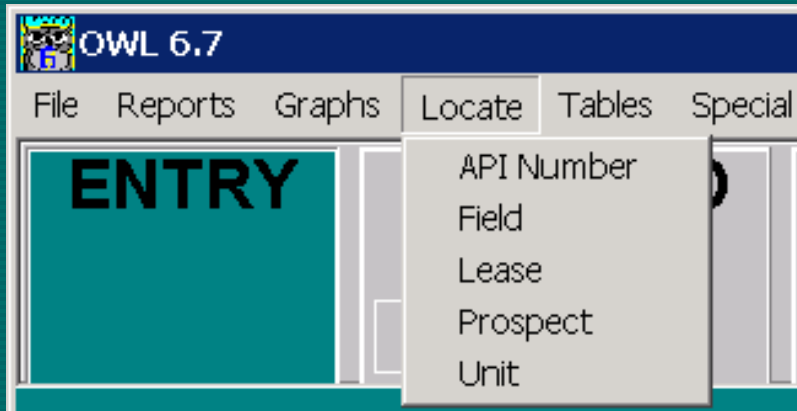 OWL 6.7
File Reports Graphs Locate Tables Special
ENTRY
API Number
Field
Lease
Prospect
Unit